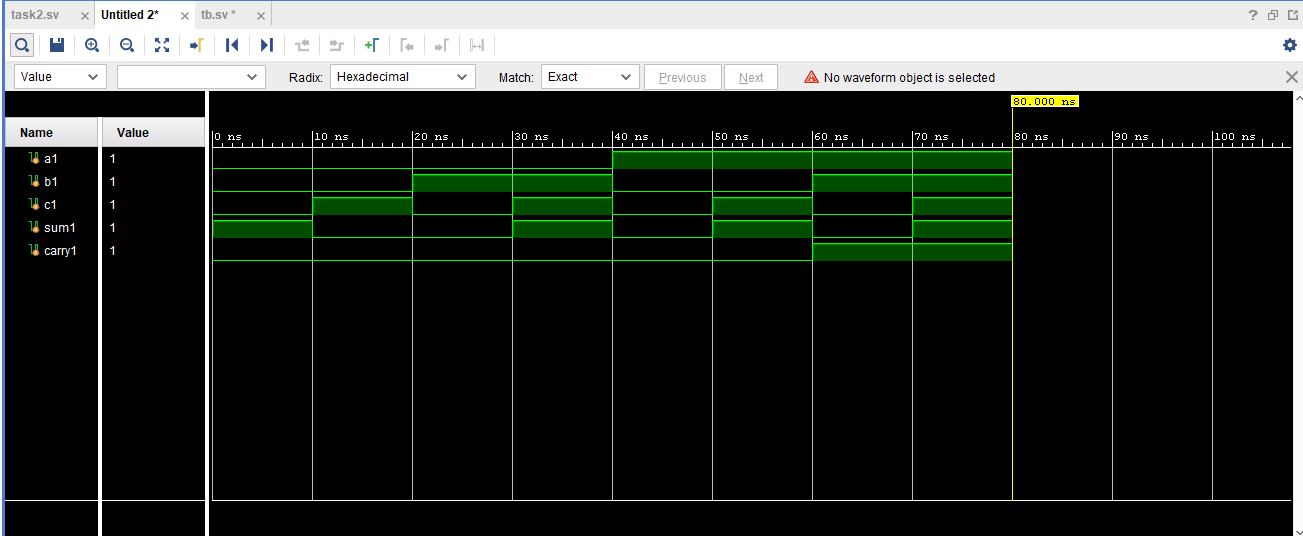 task2.sv × Untitled 2* × tb.sv * ×
?
Value Radix: Hexadecimal Match: Exact Previous Next No waveform object is selected
80.000 ns
Name Value 0 ns 10 ns 20 ns 30 ns 40 ns 50 ns 60 ns 70 ns 80 ns 90 ns 100 ns
a1 1
b1 1
c1 1
sum1 1
carry1 1